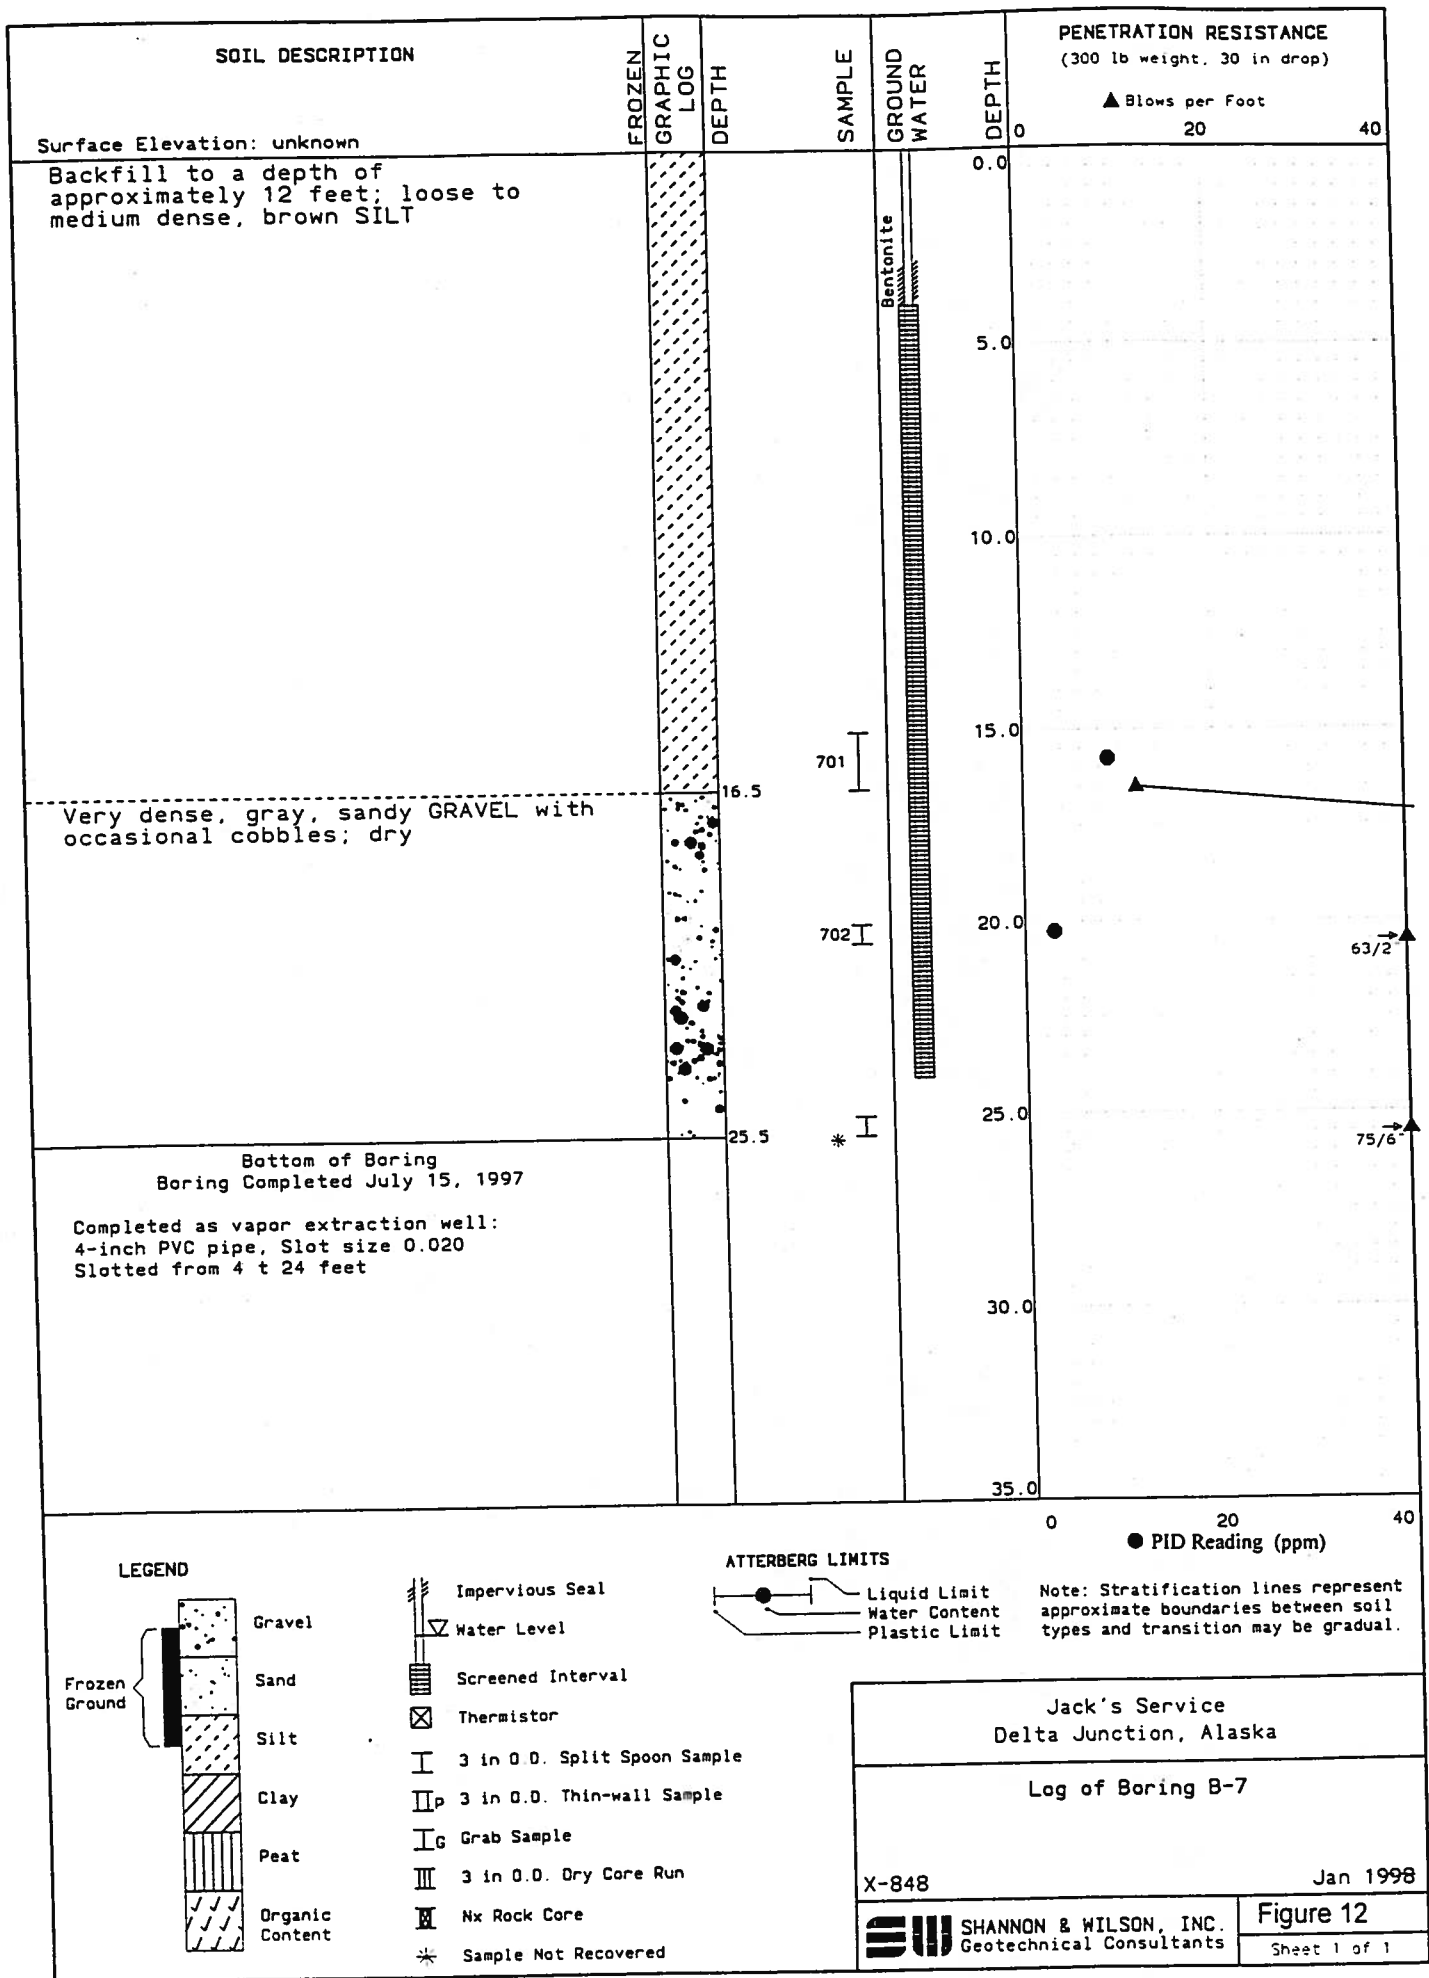 SOIL DESCRIPTION
Surface Elevation: unknown
FROZEN
GRAPHIC
LOG
DEPTH
SAMPLE
GROUND
WATER
DEPTH
PENETRATION RESISTANCE
(300 lb weight, 30 in drop)
▲ Blows per Foot
0 20 40
Backfill to a depth of
approximately 12 feet; loose to
medium dense, brown SILT
Bentonite
0.0
5.0
10.0
15.0
701
16.5
Very dense, gray, sandy GRAVEL with
occasional cobbles; dry
20.0
702
63/2
25.0
25.5
*
75/6
Bottom of Boring
Boring Completed July 15, 1997
Completed as vapor extraction well:
4-inch PVC pipe, Slot size 0.020
Slotted from 4 t 24 feet
30.0
35.0
0 20 40
● PID Reading (ppm)
LEGEND
Frozen
Ground
Gravel
Sand
Silt
Clay
Peat
Organic
Content
Impervious Seal
Water Level
Screened Interval
Thermistor
3 in O.D. Split Spoon Sample
P 3 in O.D. Thin-wall Sample
G Grab Sample
3 in O.D. Dry Core Run
Nx Rock Core
* Sample Not Recovered
ATTERBERG LIMITS
Liquid Limit
Water Content
Plastic Limit
Note: Stratification lines represent
approximate boundaries between soil
types and transition may be gradual.
Jack's Service
Delta Junction, Alaska
Log of Boring B-7
X-848 Jan 1998
SHANNON & WILSON, INC.
Geotechnical Consultants
Figure 12
Sheet 1 of 1